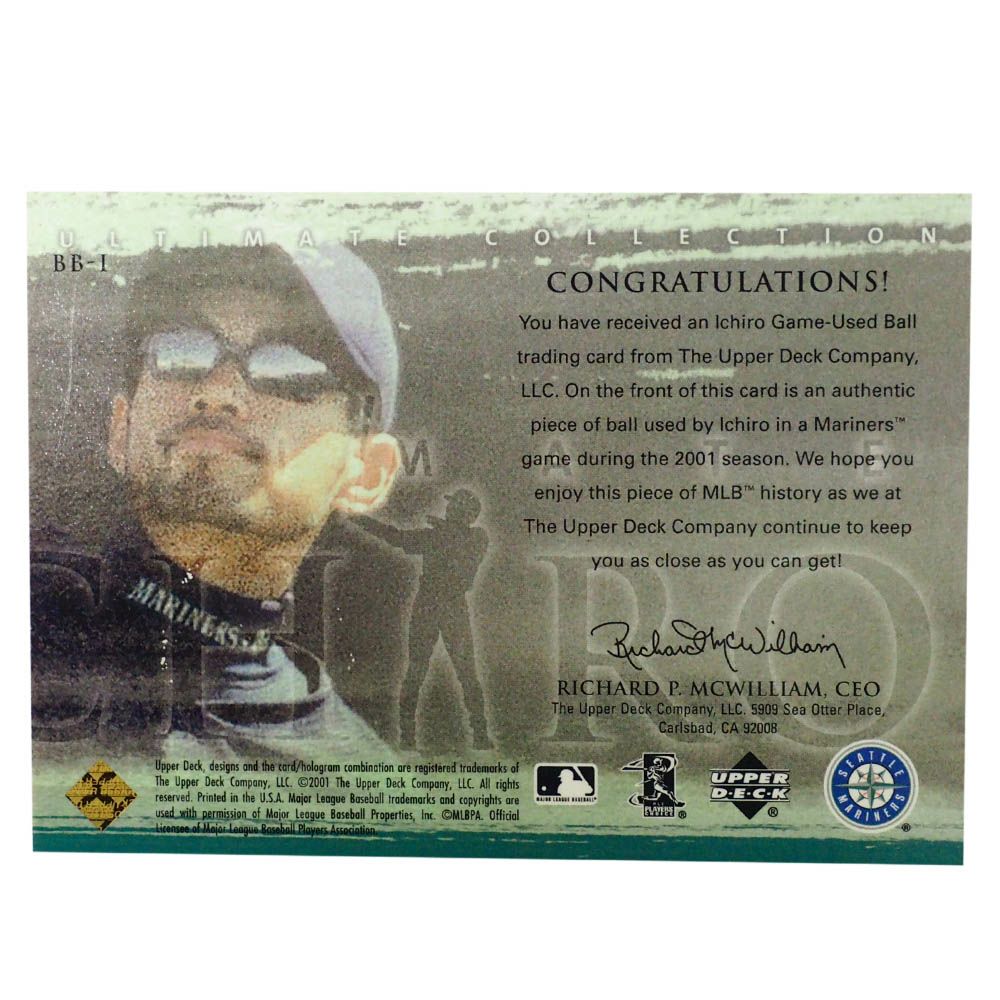 ULTIMATE COLLECTION
BB-I
CONGRATULATIONS!
You have received an Ichiro Game-Used Ball
trading card from The Upper Deck Company,
LLC. On the front of this card is an authentic
piece of ball used by Ichiro in a Mariners™
game during the 2001 season. We hope you
enjoy this piece of MLB™ history as we at
The Upper Deck Company continue to keep
you as close as you can get!
ULTIMATE
ICHIRO
MARINERS
Richard P. McWilliam
RICHARD P. MCWILLIAM, CEO
The Upper Deck Company, LLC. 5909 Sea Otter Place,
Carlsbad, CA 92008
Upper Deck, designs and the card/hologram combination are registered trademarks of
The Upper Deck Company, LLC. ©2001 The Upper Deck Company, LLC. All rights
reserved. Printed in the U.S.A. Major League Baseball trademarks and copyrights are
used with permission of Major League Baseball Properties, Inc. ©MLBPA. Official
Licensee of Major League Baseball Players Association.
MAJOR LEAGUE BASEBALL
PLAYERS
CHOICE ®
UPPER
DECK ®
SEATTLE
MARINERS ®